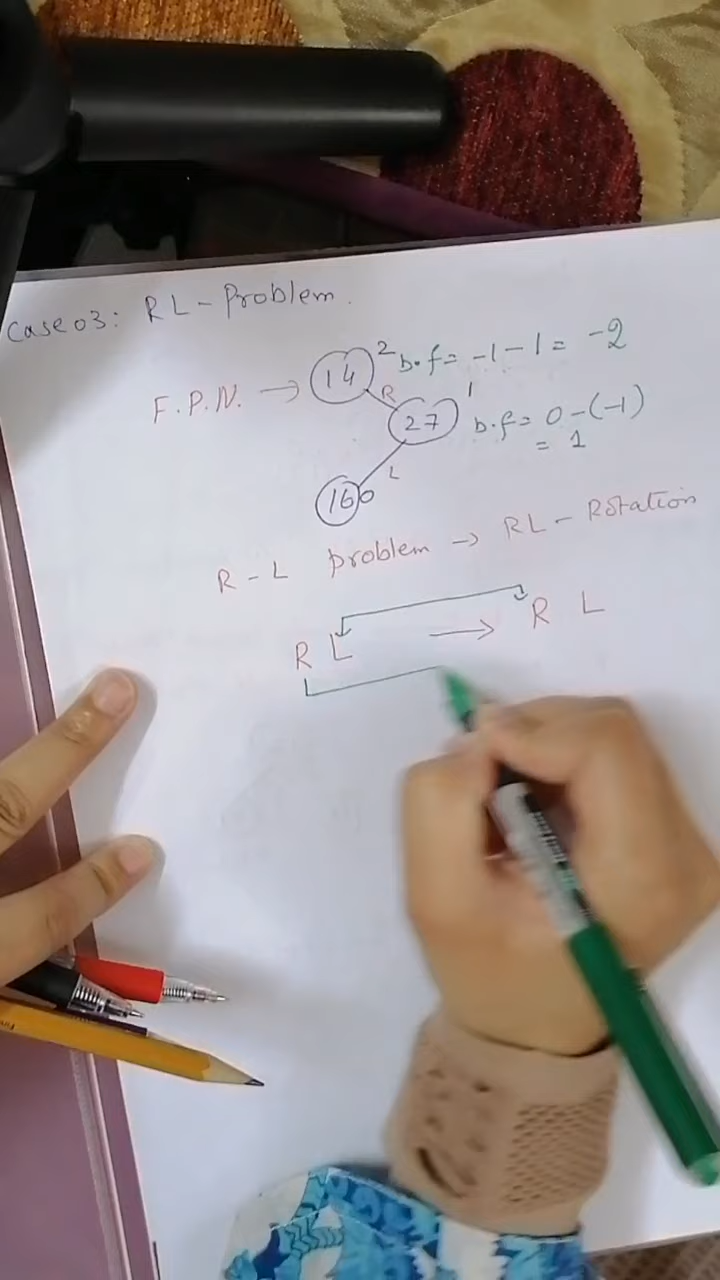 Case 03: RL - Problem.
F.P.N. → 14 2 b.f = -1 - 1 = -2
R
27 1 b.f = 0 - (-1)
= 1
L
16 0
R - L problem → RL - Rotation
R L → R L